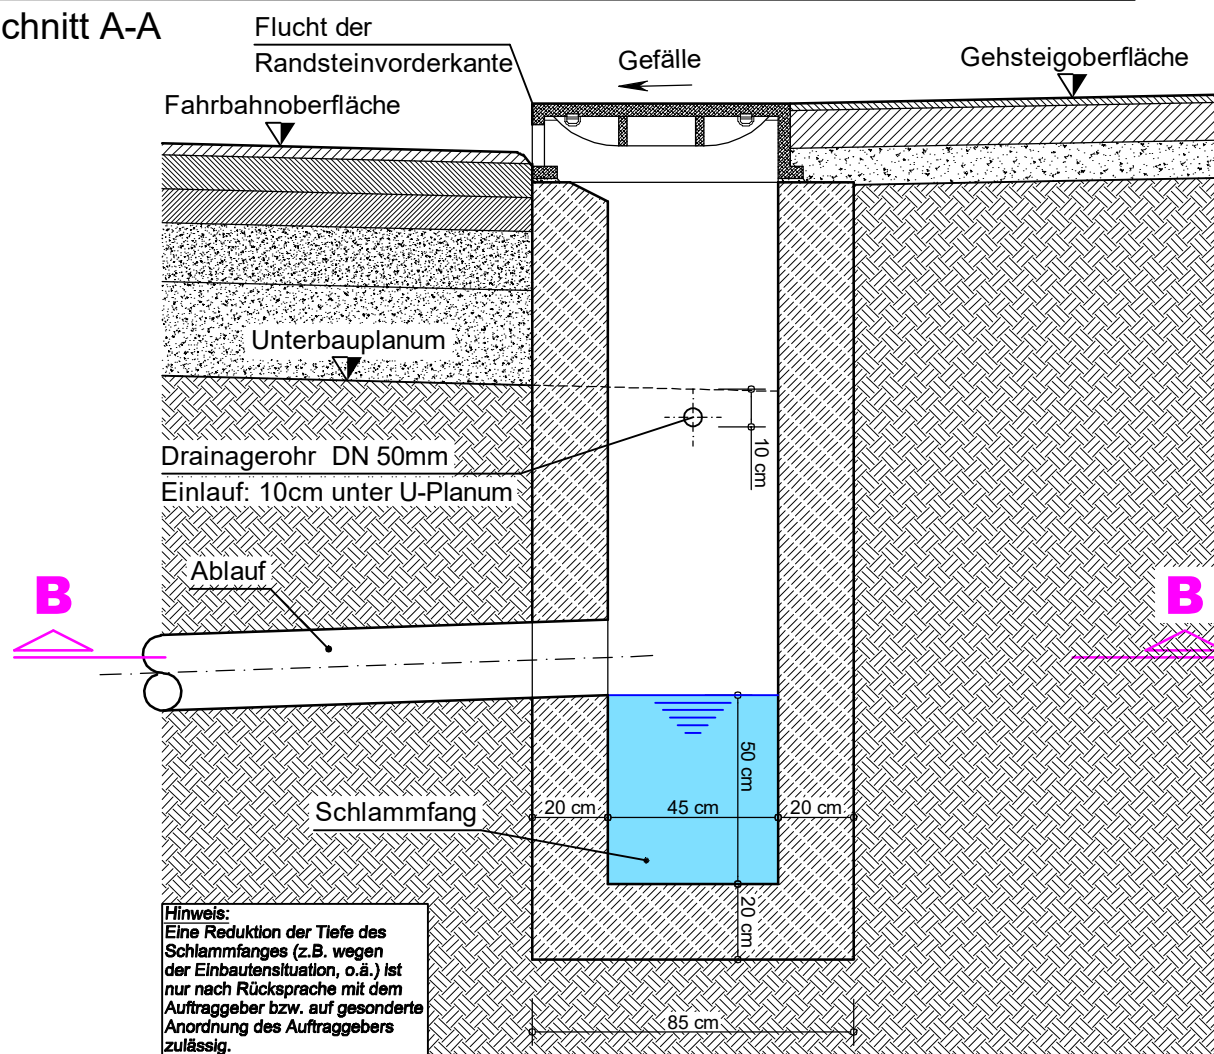 chnitt A-A
Flucht der
Randsteinvorderkante
Gefälle
Gehsteigoberfläche
Fahrbahnoberfläche
Unterbauplanum
10 cm
Drainagerohr DN 50mm
Einlauf: 10cm unter U-Planum
Ablauf
B
B
50 cm
Schlammfang
20 cm
45 cm
20 cm
20 cm
Hinweis:
Eine Reduktion der Tiefe des
Schlammfanges (z.B. wegen
der Einbautensituation, o.ä.) ist
nur nach Rücksprache mit dem
Auftraggeber bzw. auf gesonderte
Anordnung des Auftraggebers
zulässig.
85 cm